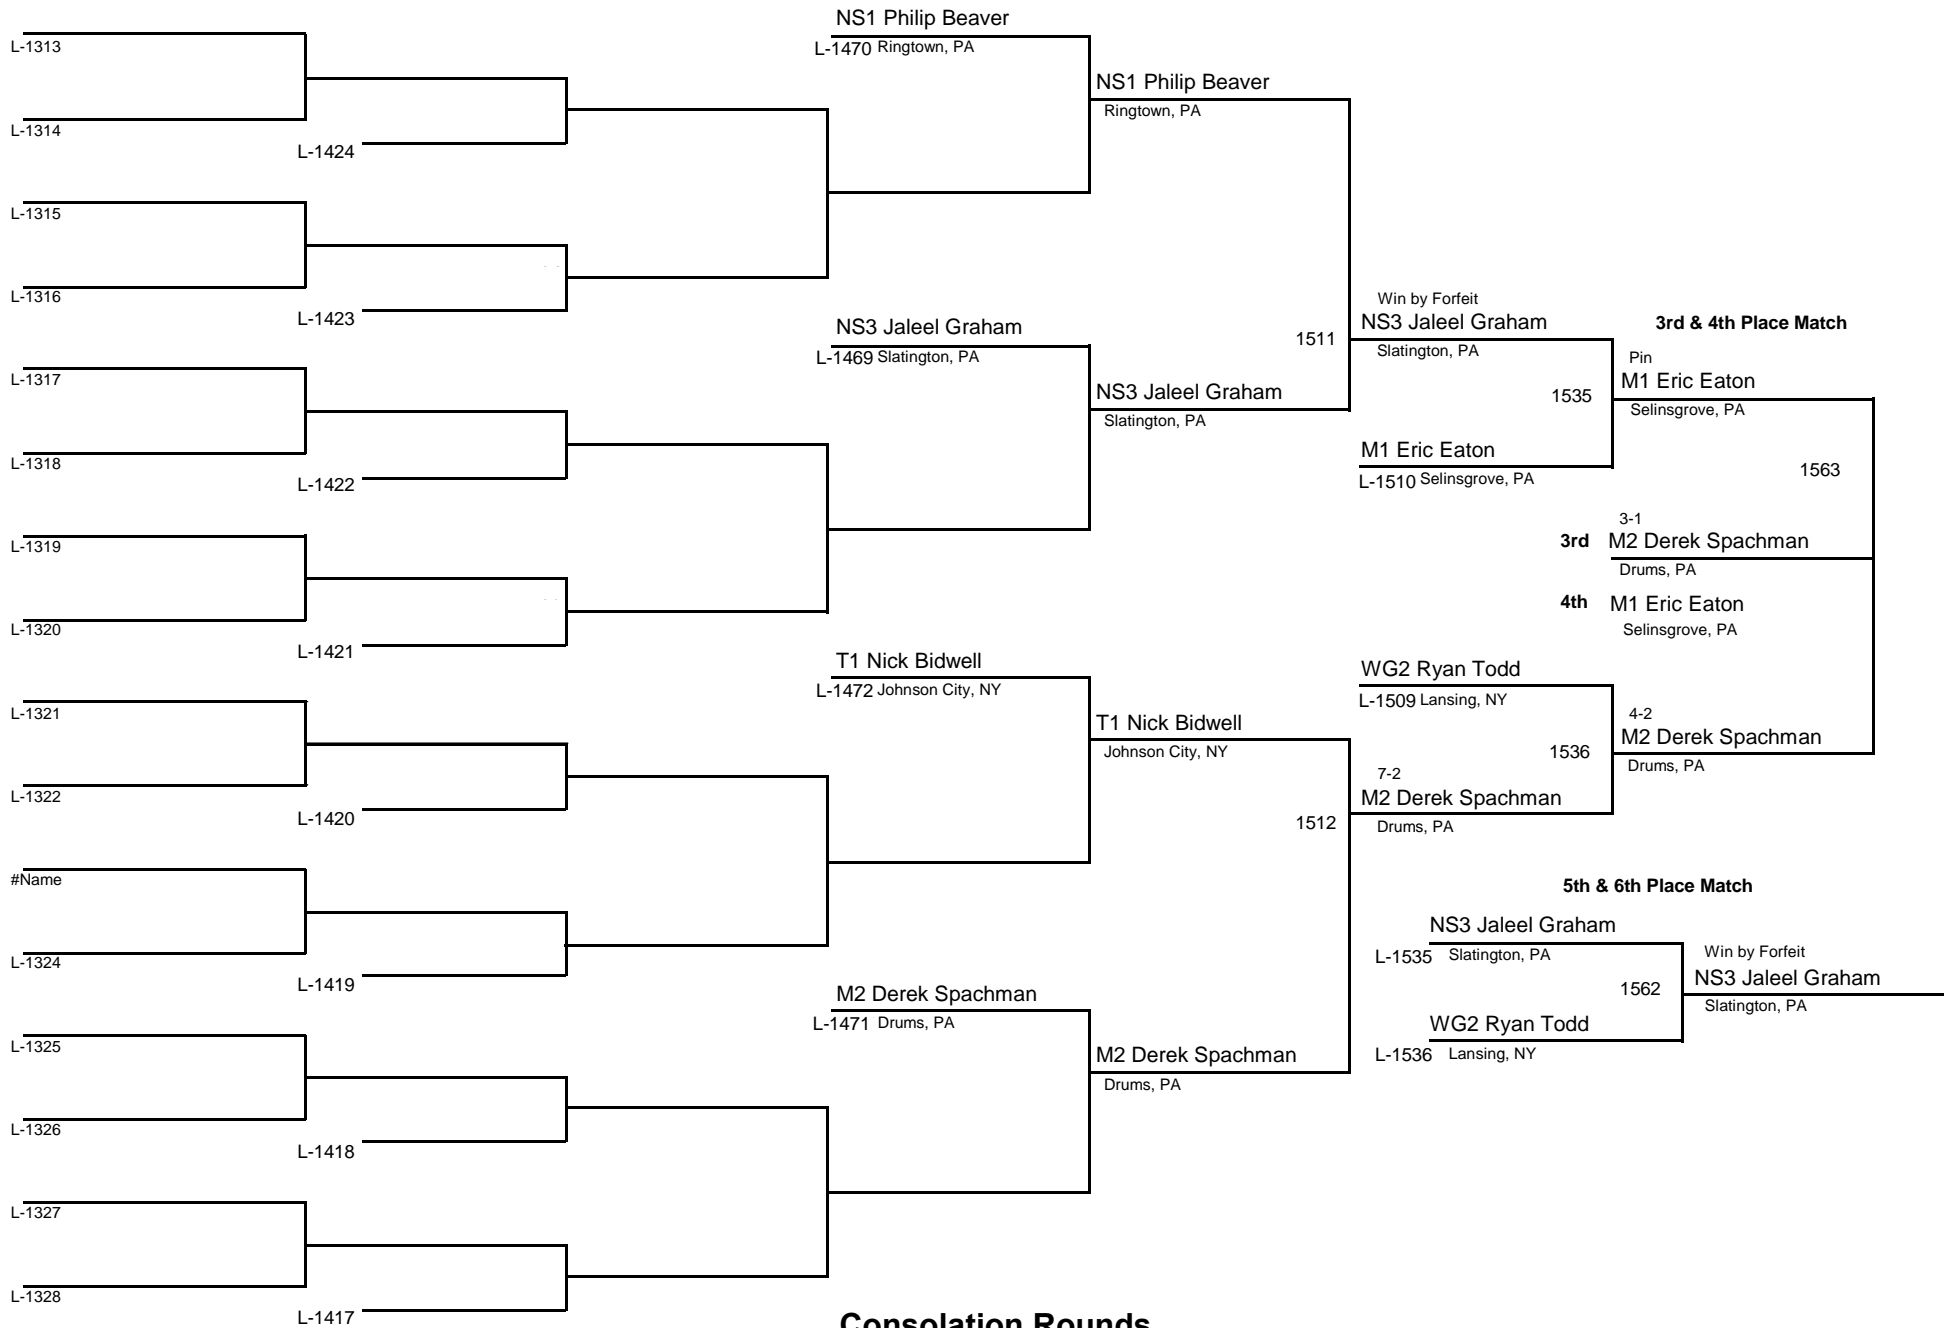 L-1313
L-1314
L-1424
L-1315
L-1316
L-1423
L-1317
L-1318
L-1422
L-1319
L-1320
L-1421
L-1321
L-1322
L-1420
#Name
L-1324
L-1419
L-1325
L-1326
L-1418
L-1327
L-1328
L-1417
NS1 Philip Beaver
L-1470 Ringtown, PA
NS3 Jaleel Graham
L-1469 Slatington, PA
T1 Nick Bidwell
L-1472 Johnson City, NY
M2 Derek Spachman
L-1471 Drums, PA
NS1 Philip Beaver
Ringtown, PA
1511
NS3 Jaleel Graham
Slatington, PA
T1 Nick Bidwell
Johnson City, NY
1512
M2 Derek Spachman
Drums, PA
Win by Forfeit
NS3 Jaleel Graham
Slatington, PA
1535
M1 Eric Eaton
L-1510 Selinsgrove, PA
WG2 Ryan Todd
L-1509 Lansing, NY
1536
7-2
M2 Derek Spachman
Drums, PA
3rd & 4th Place Match
Pin
M1 Eric Eaton
Selinsgrove, PA
1563
3-1
3rd M2 Derek Spachman
Drums, PA
4th M1 Eric Eaton
Selinsgrove, PA
4-2
M2 Derek Spachman
Drums, PA
5th & 6th Place Match
NS3 Jaleel Graham
L-1535 Slatington, PA
1562
WG2 Ryan Todd
L-1536 Lansing, NY
Win by Forfeit
NS3 Jaleel Graham
Slatington, PA
Consolation Rounds